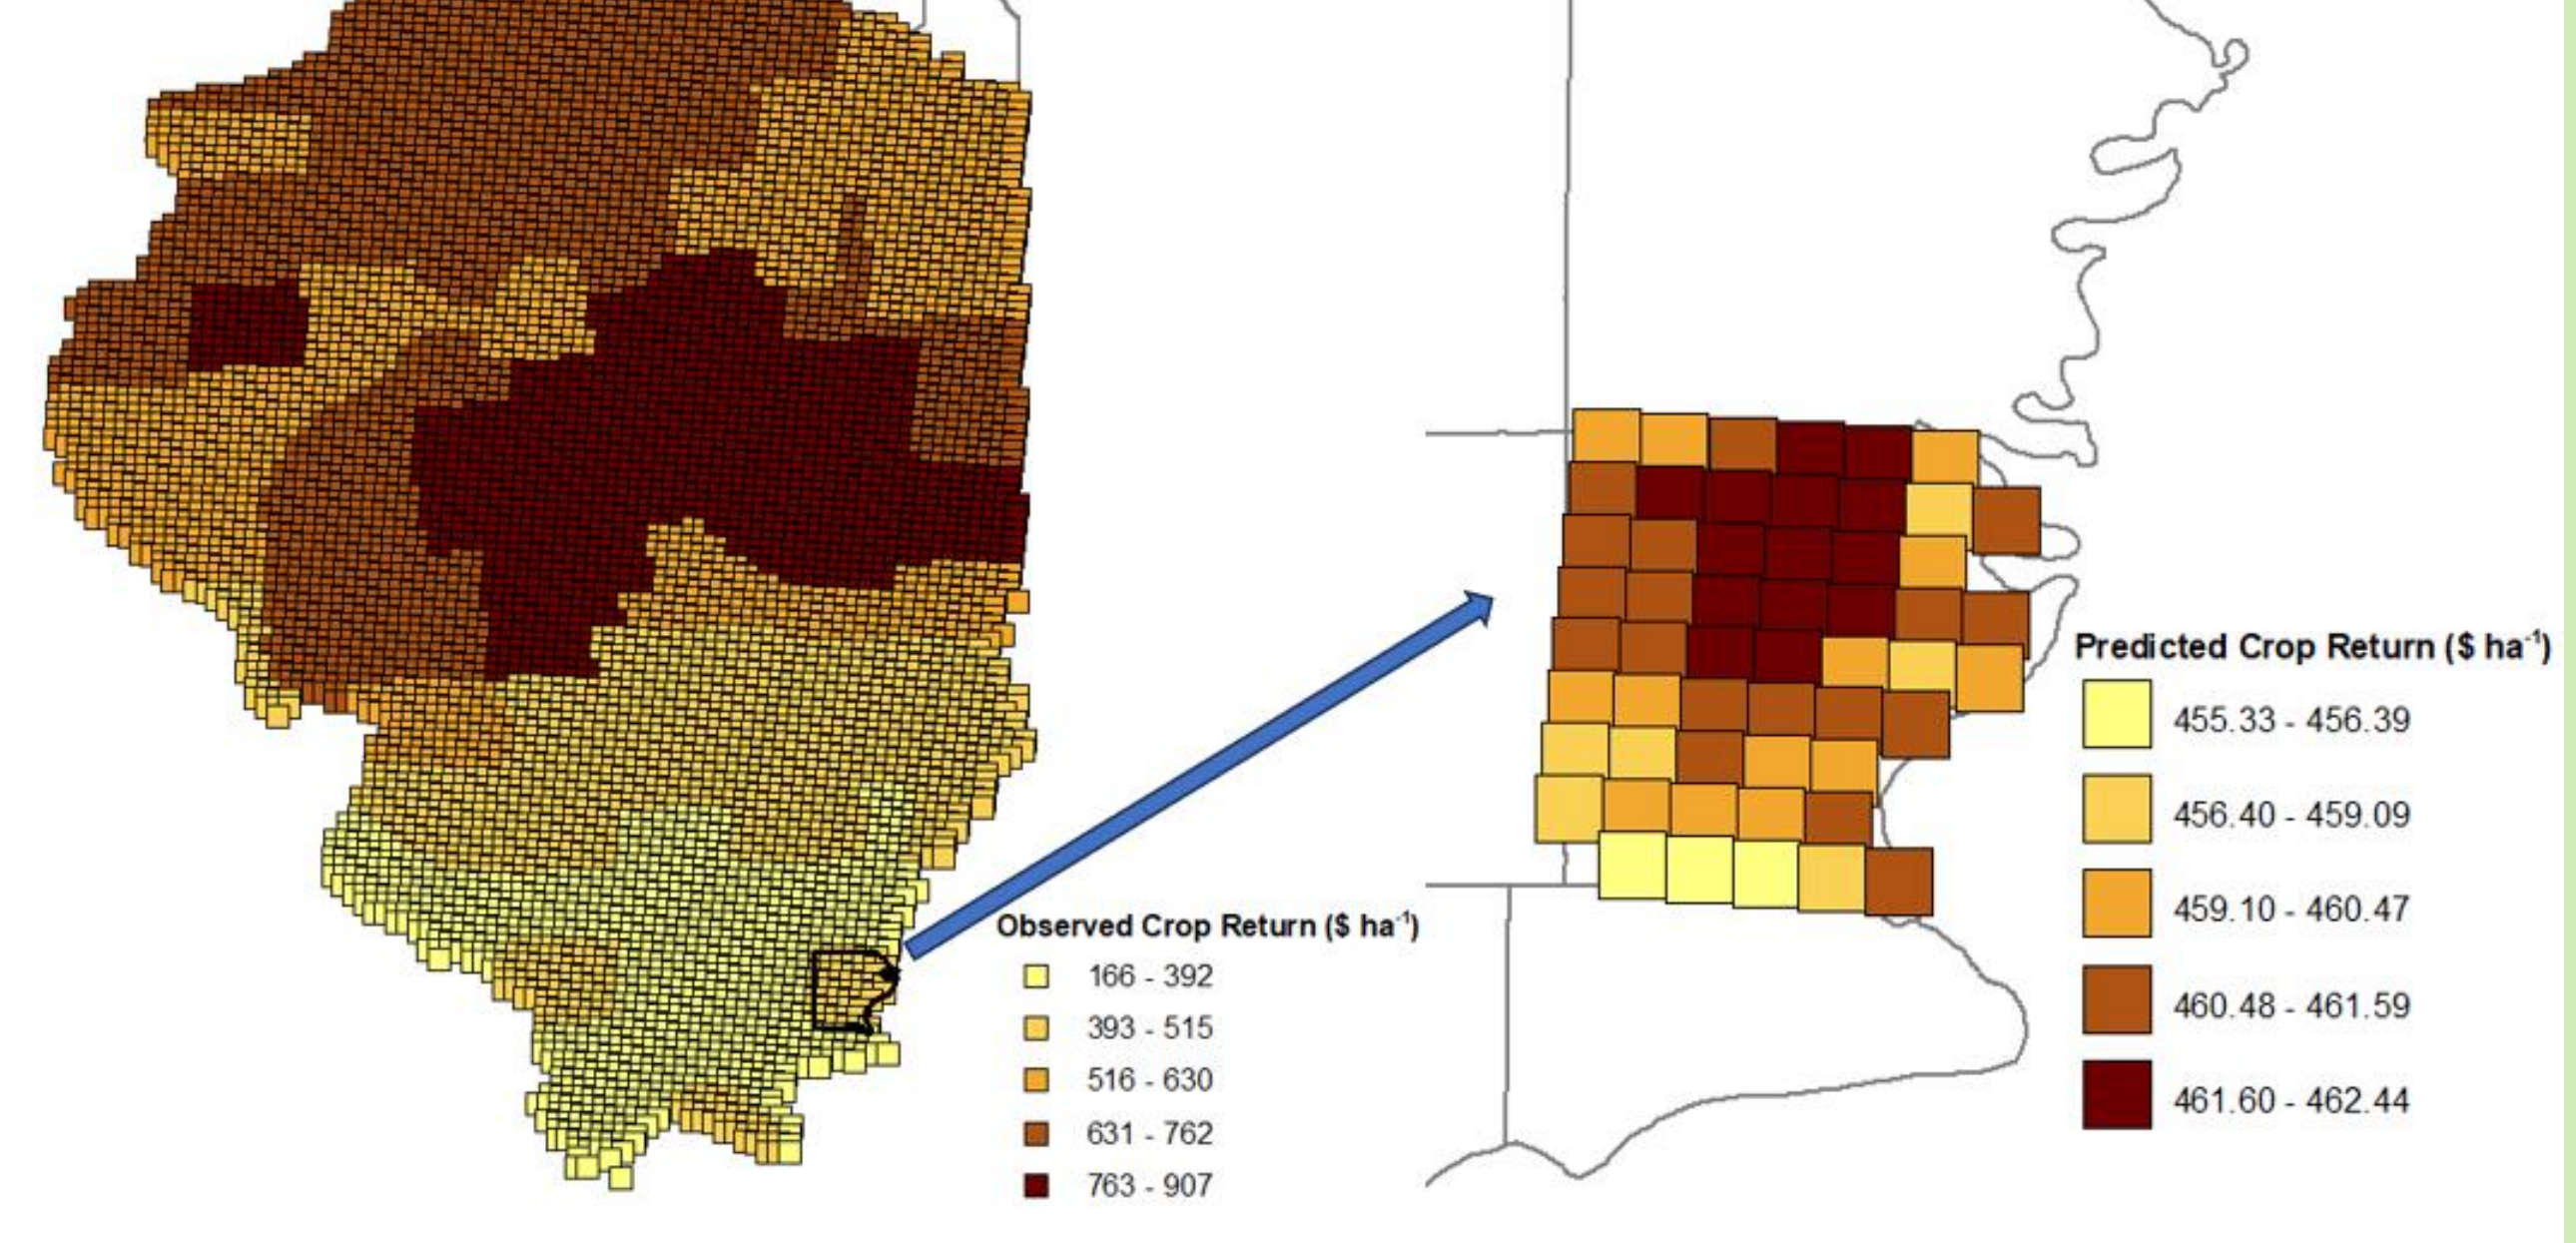 Observed Crop Return ($ ha⁻¹)
166 - 392
393 - 515
516 - 630
631 - 762
763 - 907
Predicted Crop Return ($ ha⁻¹)
455.33 - 456.39
456.40 - 459.09
459.10 - 460.47
460.48 - 461.59
461.60 - 462.44